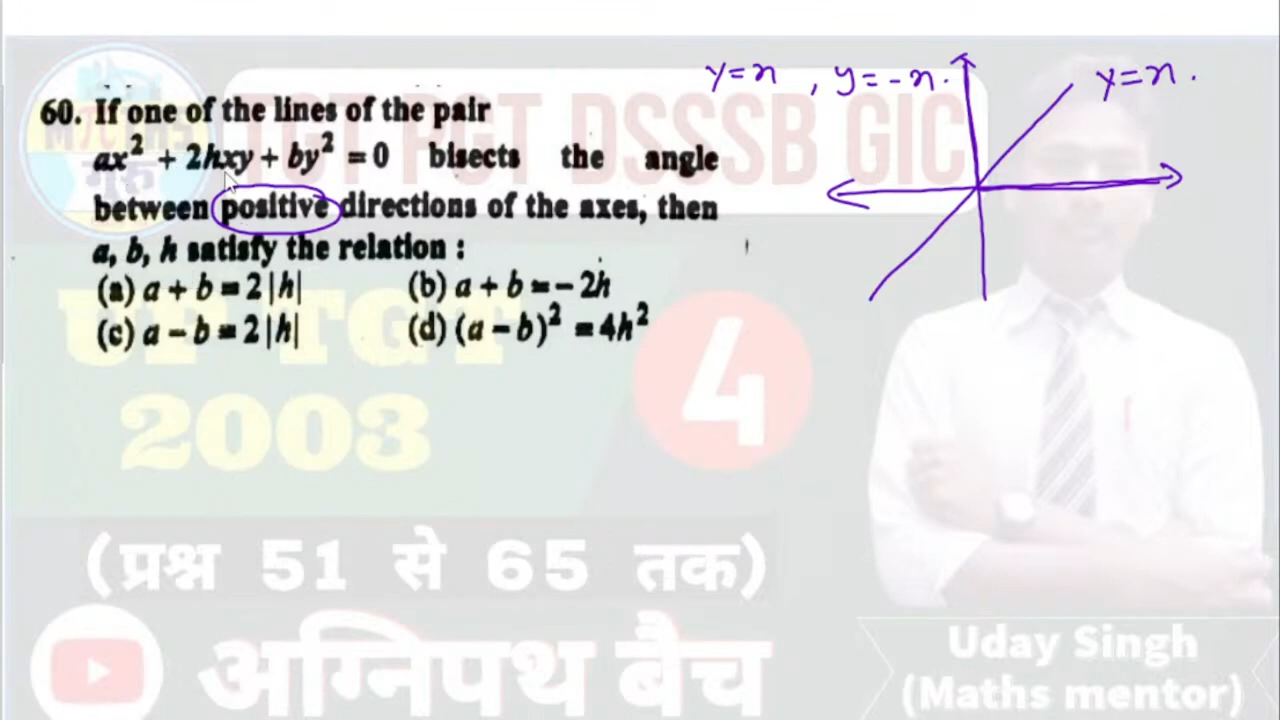 y=x , y=-x.
y=x.
TGT PGT DSSSB GIC
60. If one of the lines of the pair
ax² + 2hxy + by² = 0 bisects the angle
between positive directions of the axes, then
a, b, h satisfy the relation :
(a) a + b = 2|h| (b) a + b = - 2h
(c) a - b = 2|h| (d) (a - b)² = 4h²
UP TGT
2003
4
(प्रश्न 51 से 65 तक)
अग्निपथ बैच
Uday Singh
(Maths mentor)